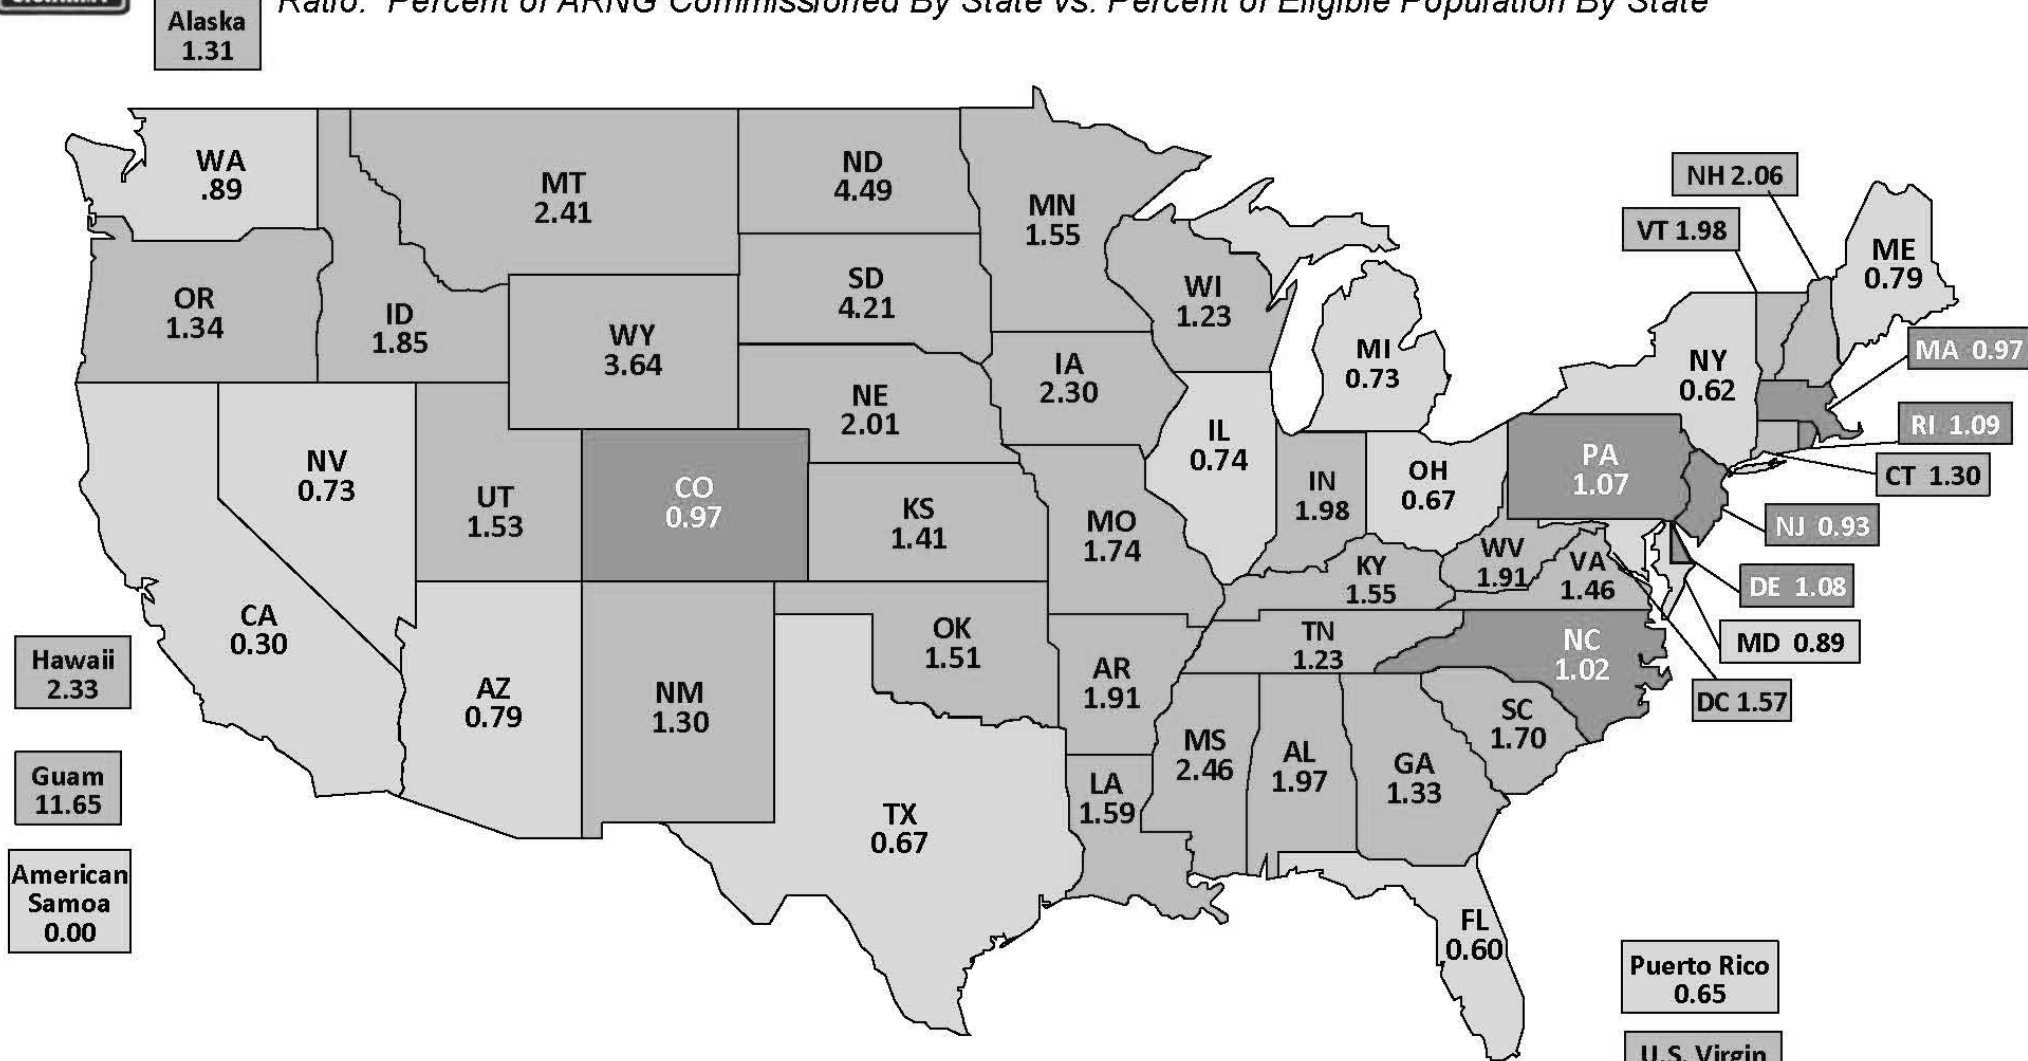 Ratio: Percent of ARNG Commissioned By State vs. Percent of Eligible Population By State
Alaska
1.31
WA
.89
MT
2.41
ND
4.49
MN
1.55
NH 2.06
VT 1.98
ME
0.79
OR
1.34
ID
1.85
WY
3.64
SD
4.21
WI
1.23
MI
0.73
NY
0.62
MA 0.97
IA
2.30
NE
2.01
IL
0.74
RI 1.09
NV
0.73
UT
1.53
CO
0.97
KS
1.41
MO
1.74
IN
1.98
OH
0.67
PA
1.07
CT 1.30
NJ 0.93
WV
1.91
VA
1.46
KY
1.55
DE 1.08
CA
0.30
OK
1.51
TN
1.23
NC
1.02
MD 0.89
Hawaii
2.33
AZ
0.79
NM
1.30
AR
1.91
DC 1.57
SC
1.70
MS
2.46
AL
1.97
GA
1.33
Guam
11.65
LA
1.59
TX
0.67
American
Samoa
0.00
FL
0.60
Puerto Rico
0.65
U.S. Virgin